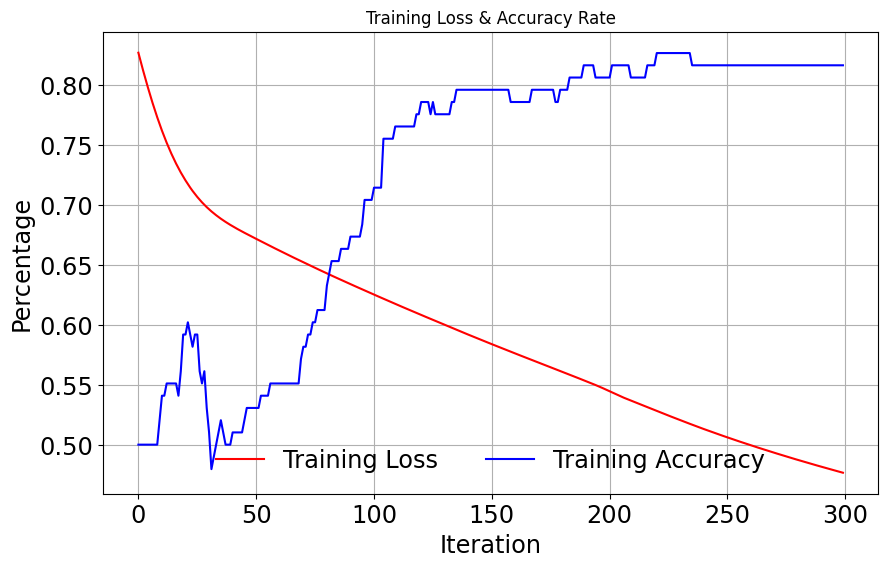 Training Loss & Accuracy Rate
Percentage
0.80
0.75
0.70
0.65
0.60
0.55
0.50
Training Loss
Training Accuracy
0 50 100 150 200 250 300
Iteration